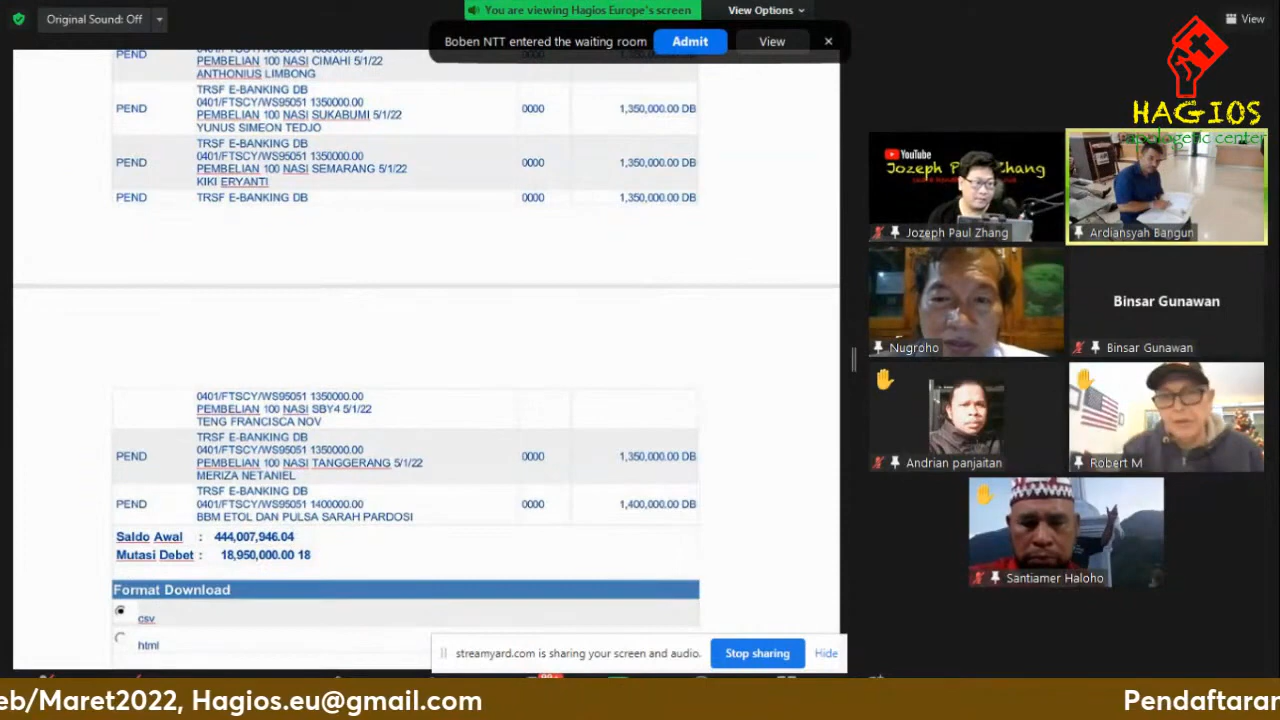 Original Sound: Off
You are viewing Hagios Europe's screen
View Options
View
Boben NTT entered the waiting room
Admit
View
PEND
PEMBELIAN 100 NASI CIMAHI 5/1/22
ANTHONIUS LIMBONG
TRSF E-BANKING DB
PEND 0401/FTSCY/WS95051 1350000.00 0000 1,350,000.00 DB
PEMBELIAN 100 NASI SUKABUMI 5/1/22
YUNUS SIMEON TEDJO
TRSF E-BANKING DB
PEND 0401/FTSCY/WS95051 1350000.00 0000 1,350,000.00 DB
PEMBELIAN 100 NASI SEMARANG 5/1/22
KIKI ERYANTI
PEND TRSF E-BANKING DB 0000 1,350,000.00 DB
0401/FTSCY/WS95051 1350000.00
PEMBELIAN 100 NASI SBY4 5/1/22
TENG FRANCISCA NOV
TRSF E-BANKING DB
PEND 0401/FTSCY/WS95051 1350000.00 0000 1,350,000.00 DB
PEMBELIAN 100 NASI TANGGERANG 5/1/22
MERIZA NETANIEL
TRSF E-BANKING DB
PEND 0401/FTSCY/WS95051 1400000.00 0000 1,400,000.00 DB
BBM ETOL DAN PULSA SARAH PARDOSI
Saldo Awal : 444,007,946.04
Mutasi Debet : 18,950,000.00 18
Format Download
csv
html
streamyard.com is sharing your screen and audio.
Stop sharing
Hide
HAGIOS
apologetic center
YouTube
Jozeph Paul Zhang
Ardiansyah Bangun
Nugroho
Binsar Gunawan
Binsar Gunawan
Andrian panjaitan
Robert M
Santiamer Haloho
eb/Maret2022, Hagios.eu@gmail.com
Pendaftaran